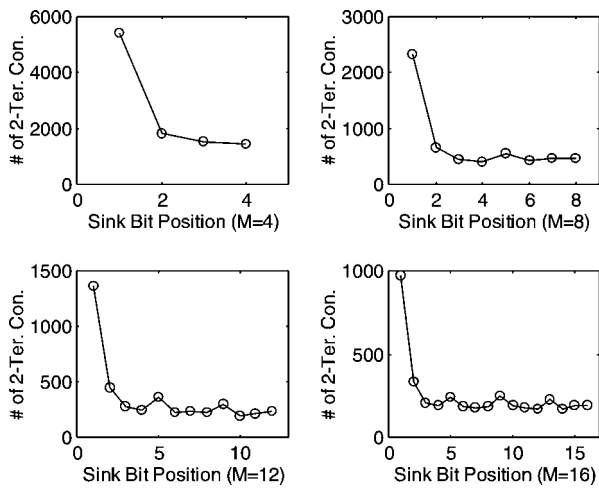 6000
4000
2000
0
# of 2-Ter. Con.
0 2 4
Sink Bit Position (M=4)
3000
2000
1000
0
# of 2-Ter. Con.
0 2 4 6 8
Sink Bit Position (M=8)
1500
1000
500
0
# of 2-Ter. Con.
0 5 10
Sink Bit Position (M=12)
1000
500
0
# of 2-Ter. Con.
0 5 10 15
Sink Bit Position (M=16)